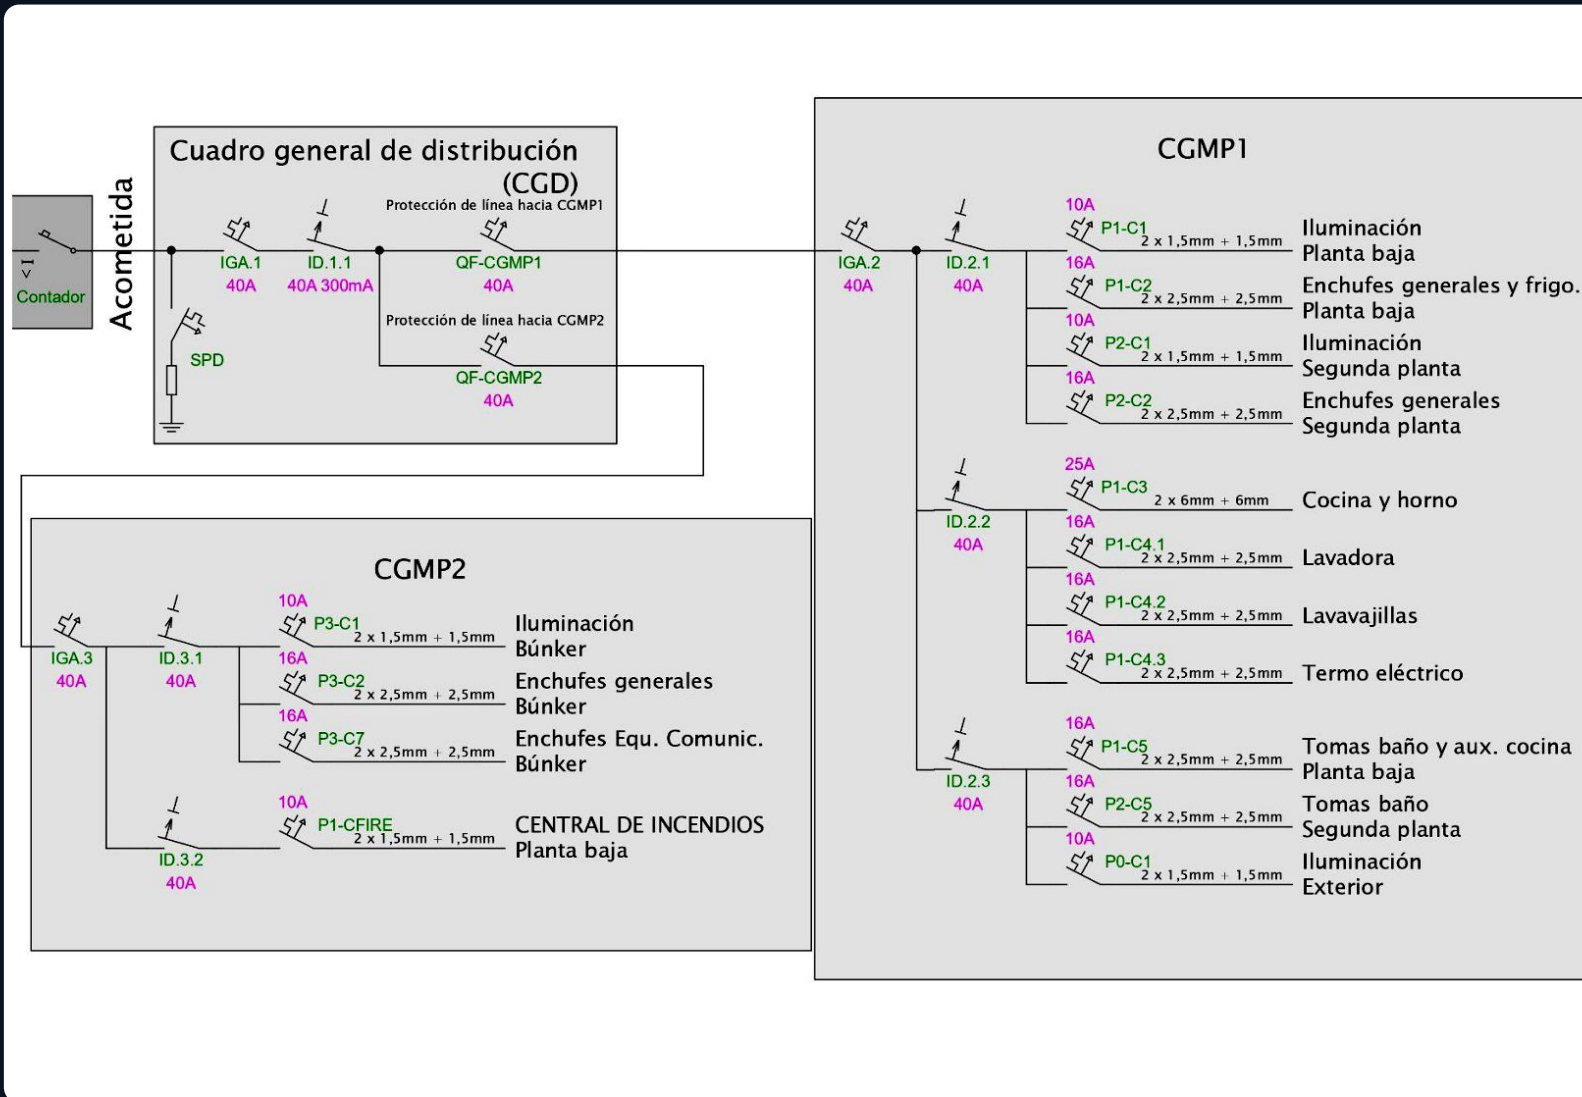 Cuadro general de distribución
(CGD)
Acometida
< I
Contador
Protección de línea hacia CGMP1
IGA.1
40A
ID.1.1
40A 300mA
QF-CGMP1
40A
Protección de línea hacia CGMP2
SPD
QF-CGMP2
40A
CGMP1
IGA.2
40A
ID.2.1
40A
10A
P1-C1
2 x 1,5mm + 1,5mm
Iluminación
Planta baja
16A
P1-C2
2 x 2,5mm + 2,5mm
Enchufes generales y frigo.
Planta baja
10A
P2-C1
2 x 1,5mm + 1,5mm
Iluminación
Segunda planta
16A
P2-C2
2 x 2,5mm + 2,5mm
Enchufes generales
Segunda planta
ID.2.2
40A
25A
P1-C3
2 x 6mm + 6mm
Cocina y horno
16A
P1-C4.1
2 x 2,5mm + 2,5mm
Lavadora
16A
P1-C4.2
2 x 2,5mm + 2,5mm
Lavavajillas
16A
P1-C4.3
2 x 2,5mm + 2,5mm
Termo eléctrico
ID.2.3
40A
16A
P1-C5
2 x 2,5mm + 2,5mm
Tomas baño y aux. cocina
Planta baja
16A
P2-C5
2 x 2,5mm + 2,5mm
Tomas baño
Segunda planta
10A
P0-C1
2 x 1,5mm + 1,5mm
Iluminación
Exterior
CGMP2
IGA.3
40A
ID.3.1
40A
10A
P3-C1
2 x 1,5mm + 1,5mm
Iluminación
Búnker
16A
P3-C2
2 x 2,5mm + 2,5mm
Enchufes generales
Búnker
16A
P3-C7
2 x 2,5mm + 2,5mm
Enchufes Equ. Comunic.
Búnker
ID.3.2
40A
10A
P1-CFIRE
2 x 1,5mm + 1,5mm
CENTRAL DE INCENDIOS
Planta baja